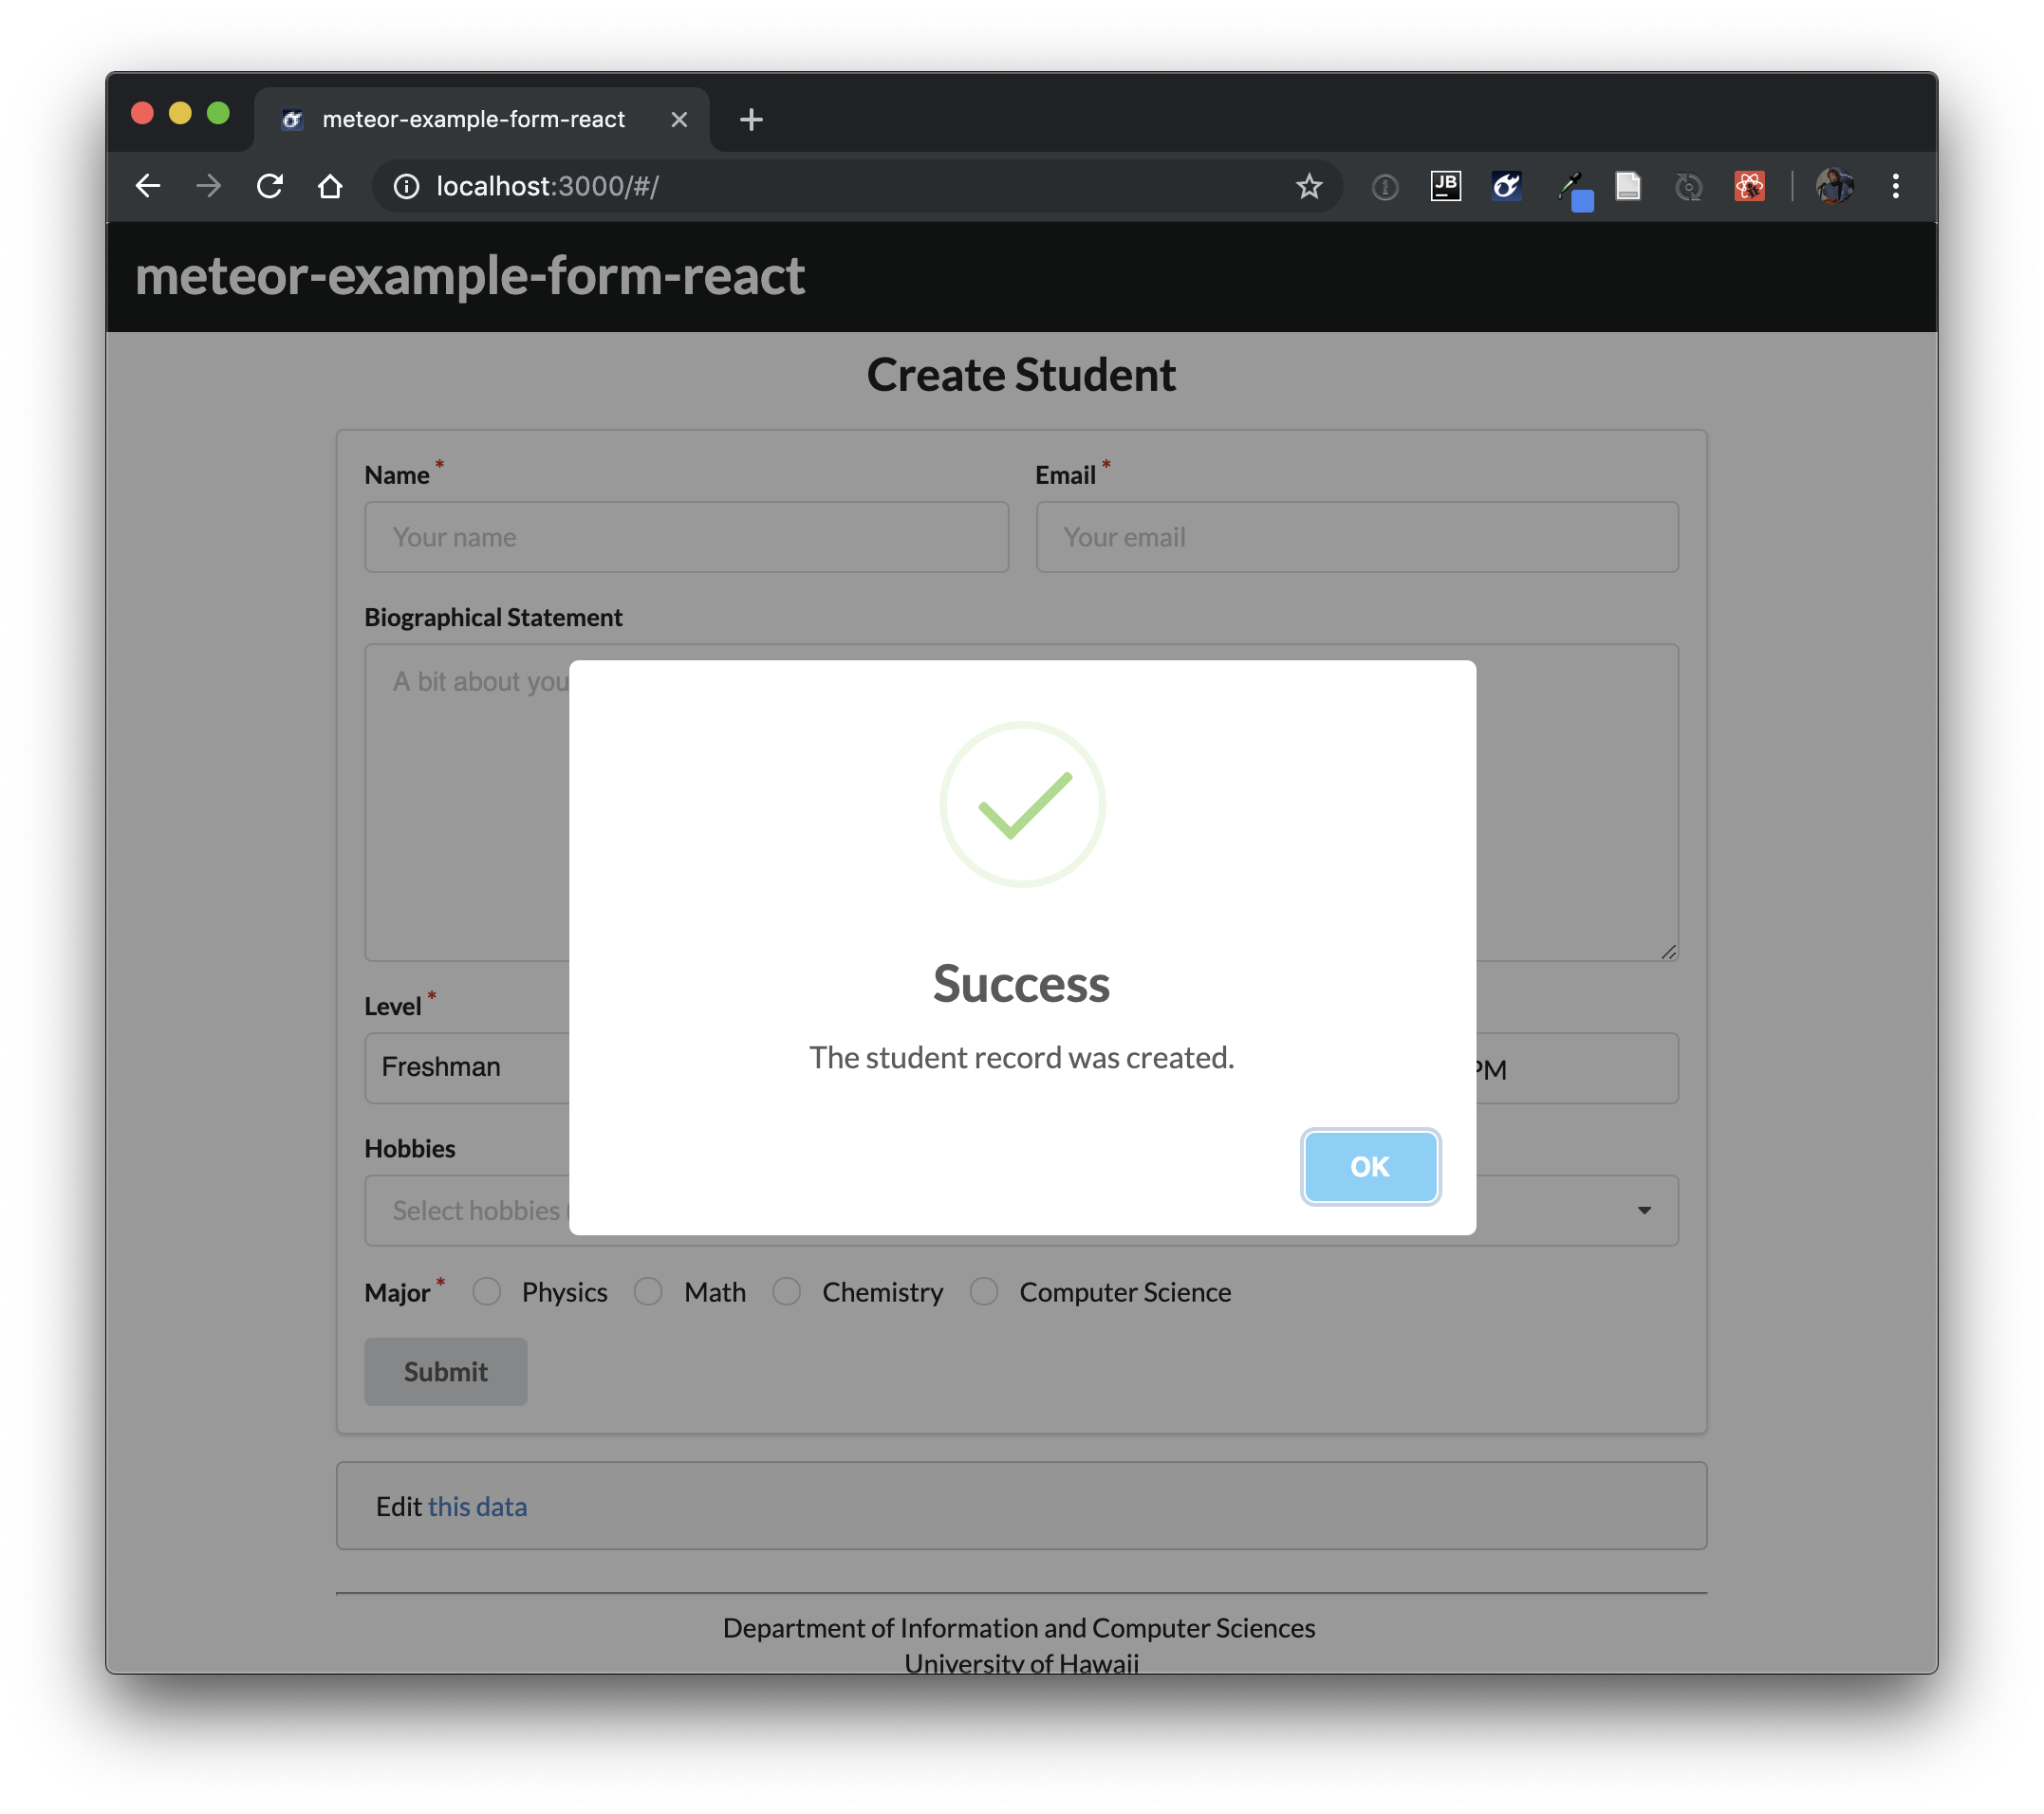 meteor-example-form-react
localhost:3000/#/
JB
meteor-example-form-react
Create Student
Name *
Email *
Your name
Your email
Biographical Statement
A bit about you
Success
The student record was created.
OK
Level *
Freshman
PM
Hobbies
Select hobbies
Major * Physics Math Chemistry Computer Science
Submit
Edit this data
Department of Information and Computer Sciences
University of Hawaii